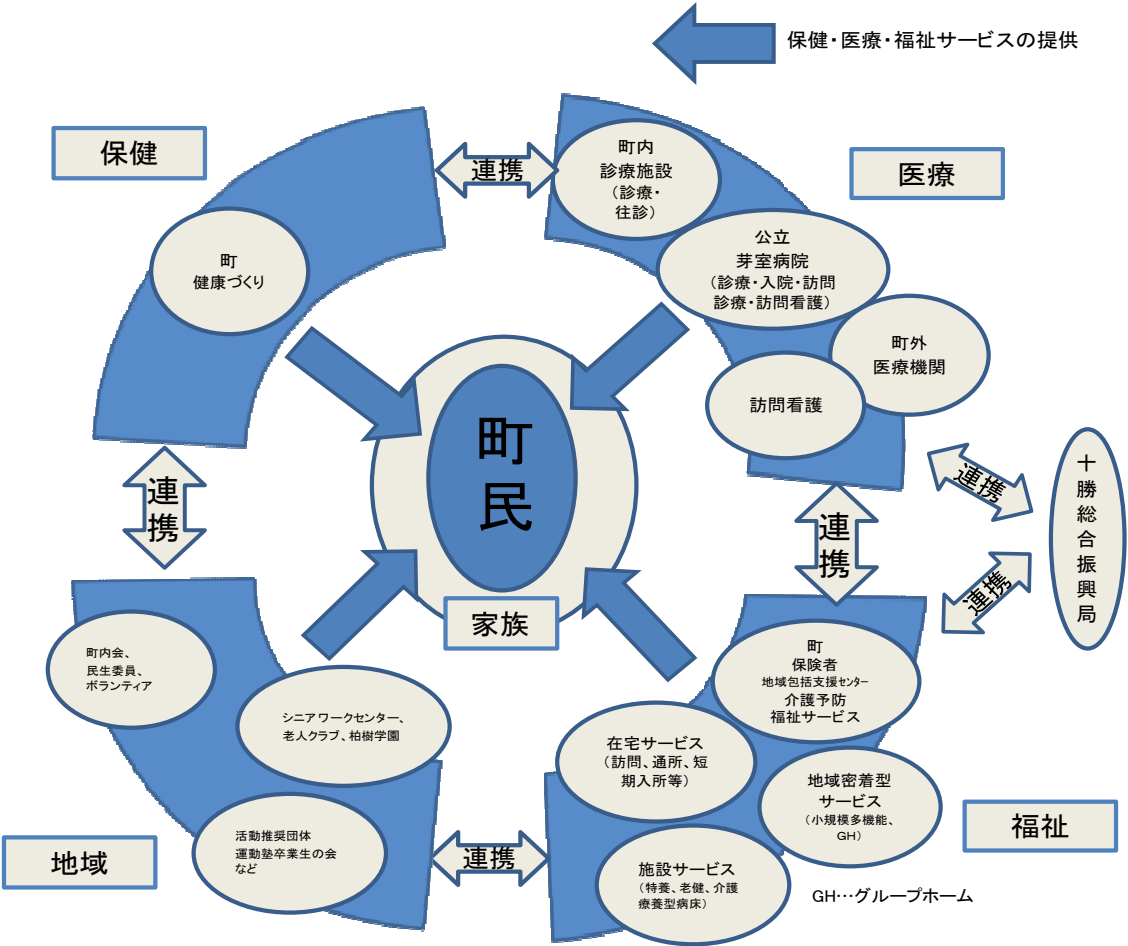 保健・医療・福祉サービスの提供
保健
連携
町内
診療施設
（診療・
往診）
医療
町
健康づくり
公立
芽室病院
（診療・入院・訪問
診療・訪問看護）
町外
医療機関
訪問看護
町
民
家族
連
携
連
携
連携
連携
十
勝
総
合
振
興
局
町内会、
民生委員、
ボランティア
シニアワークセンター、
老人クラブ、柏樹学園
活動推奨団体
運動塾卒業生の会
など
地域
連携
町
保険者
地域包括支援センター
介護予防
福祉サービス
在宅サービス
（訪問、通所、短
期入所等）
地域密着型
サービス
（小規模多機能、
GH）
施設サービス
（特養、老健、介護
療養型病床）
福祉
GH…グループホーム